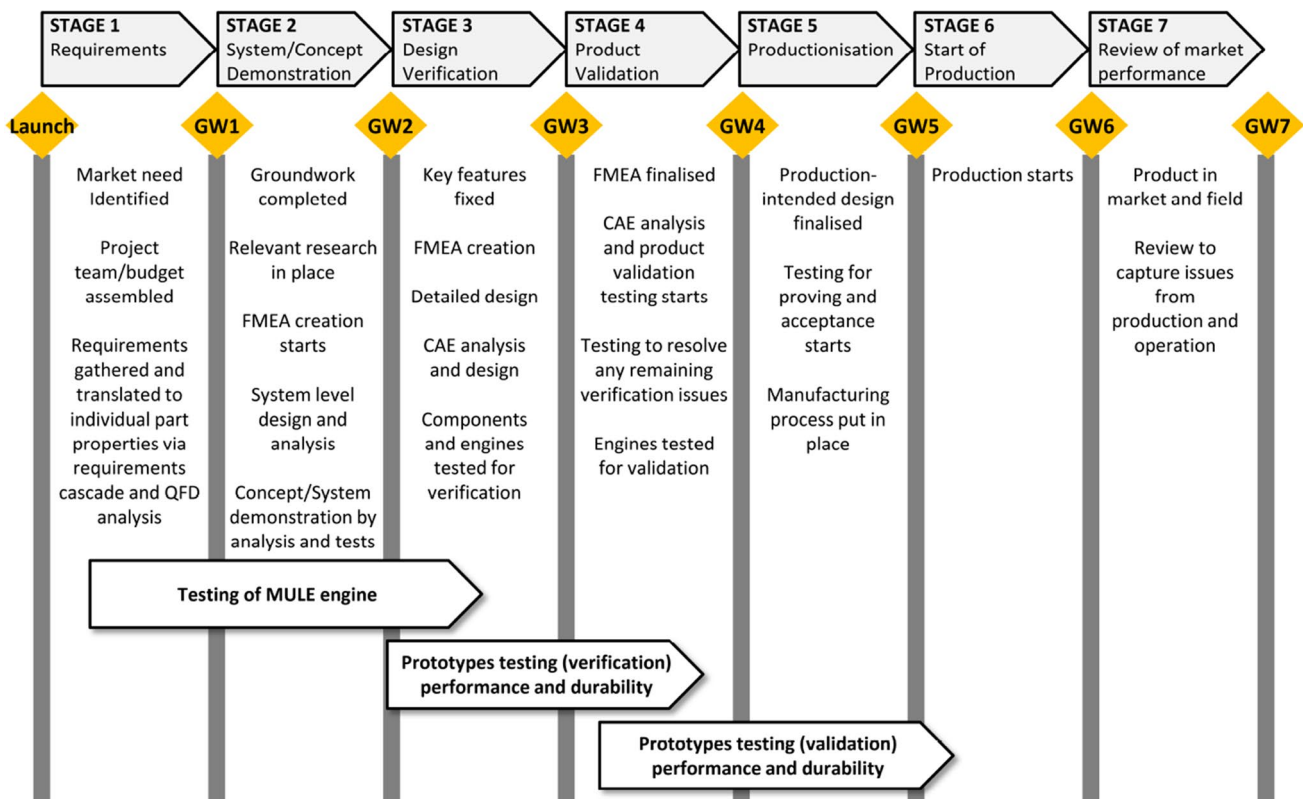 STAGE 1
Requirements
STAGE 2
System/Concept
Demonstration
STAGE 3
Design
Verification
STAGE 4
Product
Validation
STAGE 5
Productionisation
STAGE 6
Start of
Production
STAGE 7
Review of market
performance
Launch
GW1
GW2
GW3
GW4
GW5
GW6
GW7
Market need
Identified
Project
team/budget
assembled
Requirements
gathered and
translated to
individual part
properties via
requirements
cascade and QFD
analysis
Groundwork
completed
Relevant research
in place
FMEA creation
starts
System level
design and
analysis
Concept/System
demonstration by
analysis and tests
Key features
fixed
FMEA creation
Detailed design
CAE analysis
and design
Components
and engines
tested for
verification
FMEA finalised
CAE analysis
and product
validation
testing starts
Testing to resolve
any remaining
verification issues
Engines tested
for validation
Production-
intended design
finalised
Testing for
proving and
acceptance
starts
Manufacturing
process put in
place
Production starts
Product in
market and field
Review to
capture issues
from
production and
operation
Testing of MULE engine
Prototypes testing (verification)
performance and durability
Prototypes testing (validation)
performance and durability